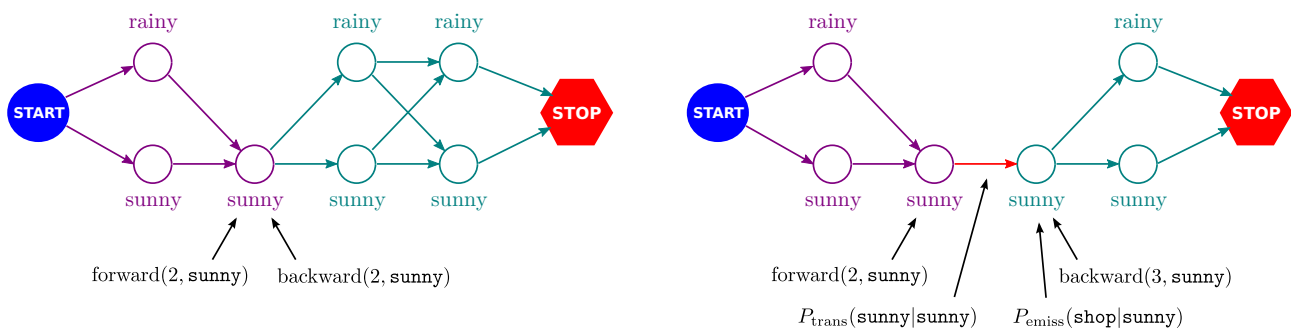 rainy rainy rainy rainy rainy
START STOP START STOP
sunny sunny sunny sunny sunny sunny sunny sunny
forward(2, sunny) backward(2, sunny) forward(2, sunny) backward(3, sunny)
P_trans(sunny|sunny) P_emiss(shop|sunny)